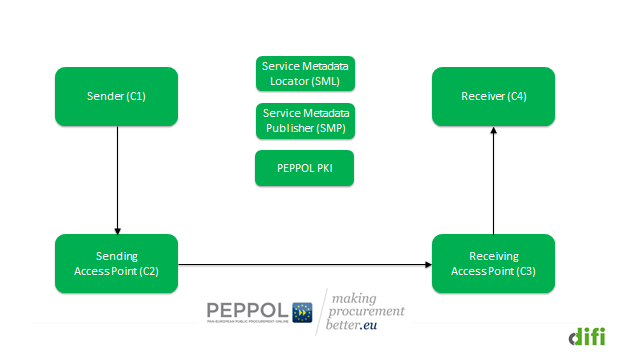 Service Metadata
Locator (SML)
Sender (C1)
Receiver (C4)
Service Metadata
Publisher (SMP)
PEPPOL PKI
Sending
Access Point (C2)
Receiving
Access Point (C3)
PEPPOL
PAN-EUROPEAN PUBLIC PROCUREMENT ONLINE
making
procurement
better.eu
difi